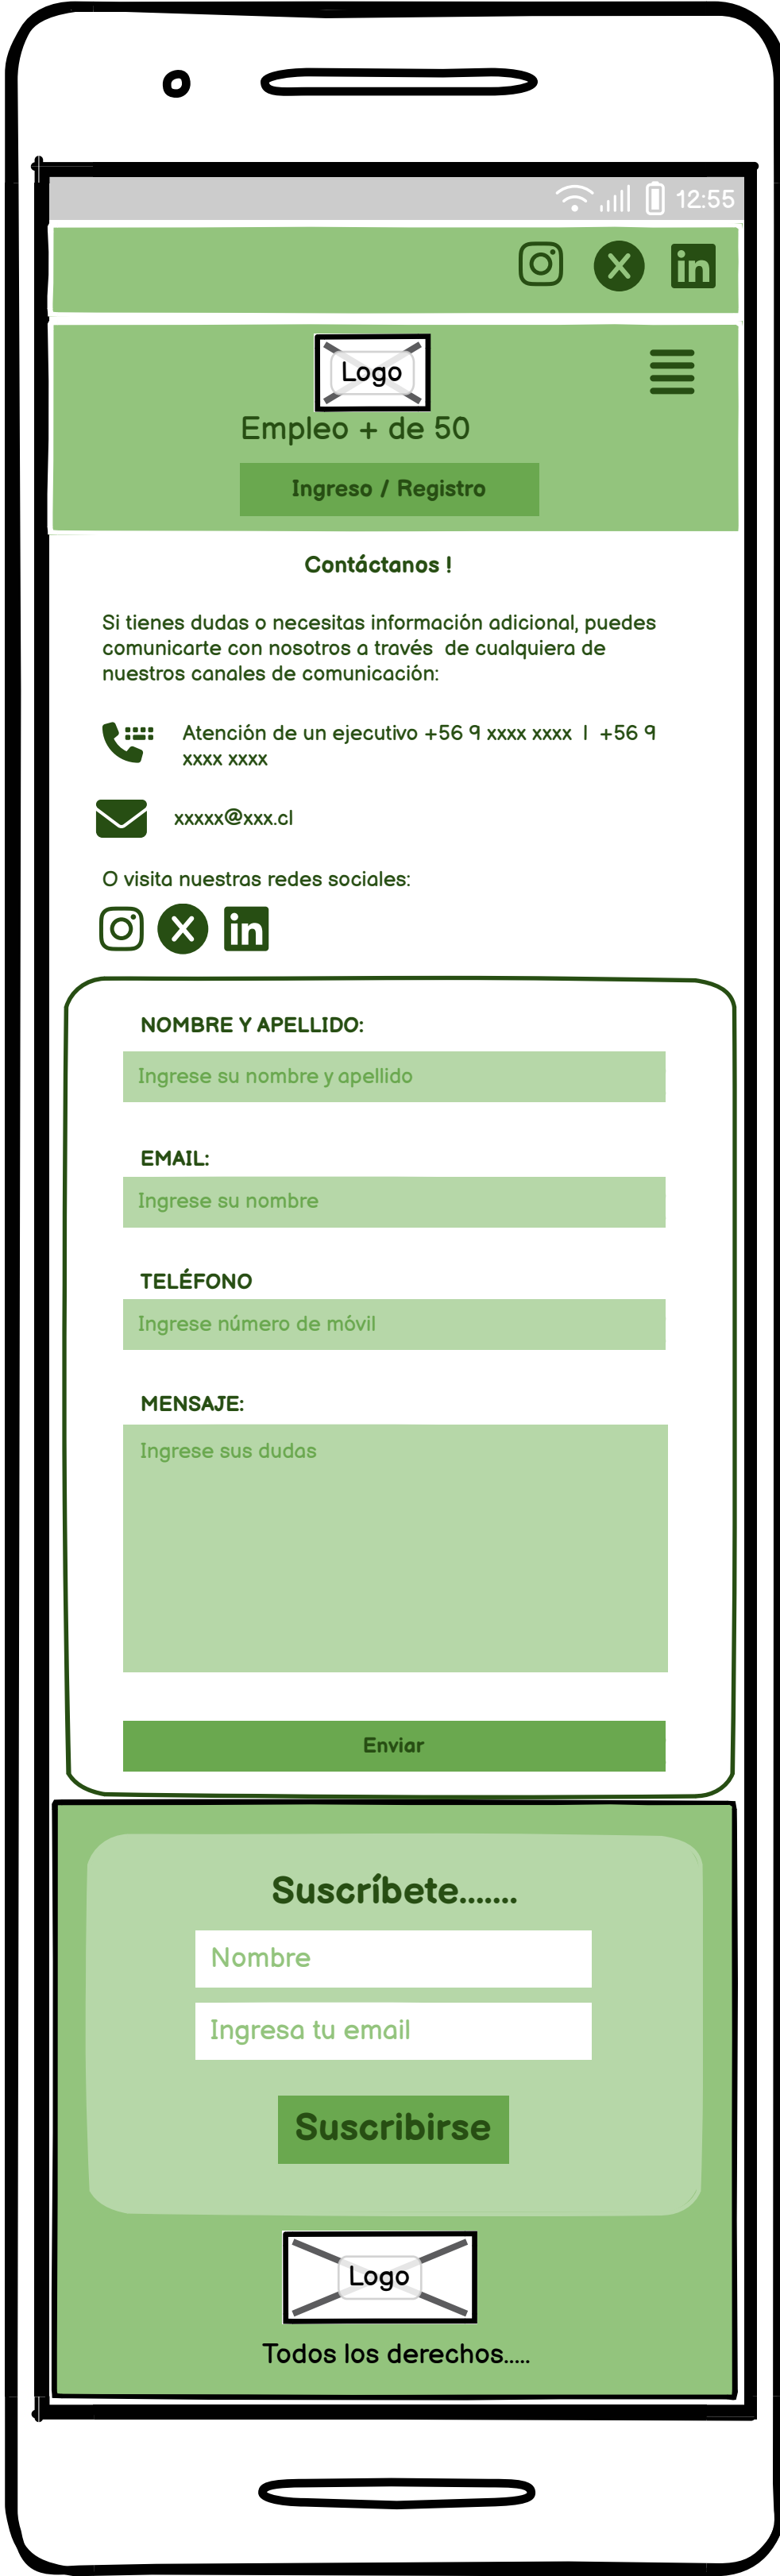 12:55
Logo
Empleo + de 50
Ingreso / Registro
Contáctanos !
Si tienes dudas o necesitas información adicional, puedes
comunicarte con nosotros a través  de cualquiera de
nuestros canales de comunicación:
Atención de un ejecutivo +56 9 xxxx xxxx  I  +56 9
xxxx xxxx
xxxxx@xxx.cl
O visita nuestras redes sociales:
NOMBRE Y APELLIDO:
Ingrese su nombre y apellido
EMAIL:
Ingrese su nombre
TELÉFONO
Ingrese número de móvil
MENSAJE:
Ingrese sus dudas
Enviar
Suscríbete.......
Nombre
Ingresa tu email
Suscribirse
Logo
Todos los derechos.....